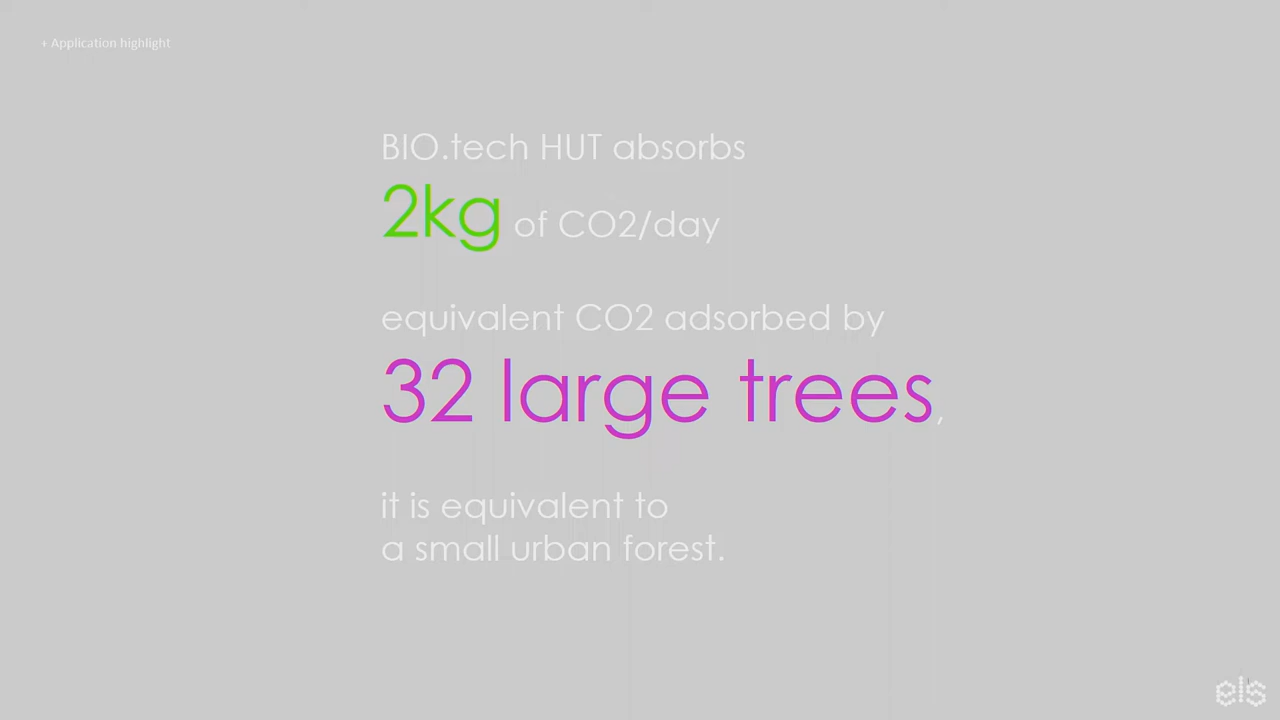 + Application highlight
BIO.tech HUT absorbs
2kg of CO2/day
equivalent CO2 adsorbed by
32 large trees,
it is equivalent to
a small urban forest.
els